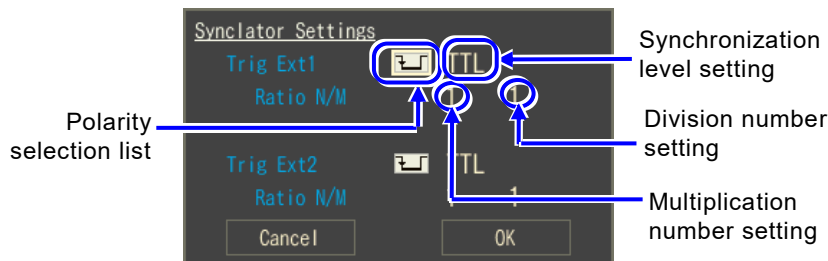 Synclator Settings
Trig Ext1 TTL
Ratio N/M 1 1
Trig Ext2 TTL
Ratio N/M 1 1
Cancel OK
Polarity
selection list
Synchronization
level setting
Division number
setting
Multiplication
number setting